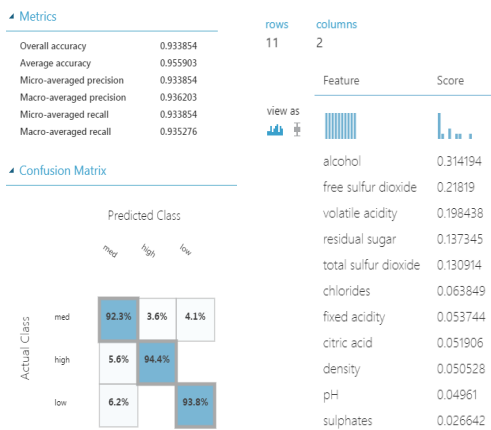 Metrics
Overall accuracy 0.933854
Average accuracy 0.955903
Micro-averaged precision 0.933854
Macro-averaged precision 0.936203
Micro-averaged recall 0.933854
Macro-averaged recall 0.935276
Confusion Matrix
Predicted Class
med high low
Actual Class
med 92.3% 3.6% 4.1%
high 5.6% 94.4%
low 6.2% 93.8%
rows columns
11 2
Feature Score
view as
alcohol 0.314194
free sulfur dioxide 0.21819
volatile acidity 0.198438
residual sugar 0.137345
total sulfur dioxide 0.130914
chlorides 0.063849
fixed acidity 0.053744
citric acid 0.051906
density 0.050528
pH 0.04961
sulphates 0.026642